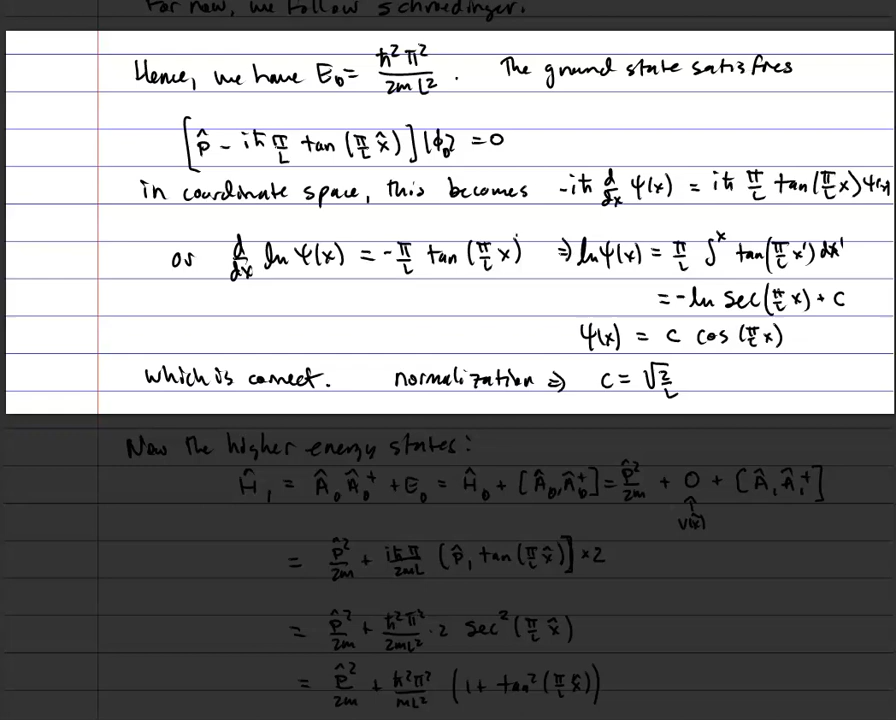 For now, we follow schroedinger.
Hence, we have E₀ = ħ²π²/2mL². The ground state satisfies
[p̂ - iħ π/L tan(π/L x̂)] |ϕ₀⟩ = 0
in coordinate space, this becomes -iħ d/dx ψ(x) = iħ π/L tan(π/L x) ψ(x)
or d/dx ln ψ(x) = -π/L tan(π/L x) ⇒ ln ψ(x) = π/L ∫ˣ tan(π/L x') dx'
= -ln sec(π/L x) + c
ψ(x) = c cos(π/L x)
which is correct. normalization ⇒ c = √2/L
Now the higher energy states:
Ĥ₁ = Â₀Â₀⁺ + E₀ = Ĥ₀ + [Â₀, Â₀⁺] = p̂²/2m + 0 + [Â₁Â₁⁺]
↑
V(x̂)
= p̂²/2m + iħπ/2mL [p̂, tan(π/L x̂)] × 2
= p̂²/2m + ħ²π²/2mL² · 2 sec²(π/L x̂)
= p̂²/2m + ħ²π²/mL² (1 + tan²(π/L x̂))